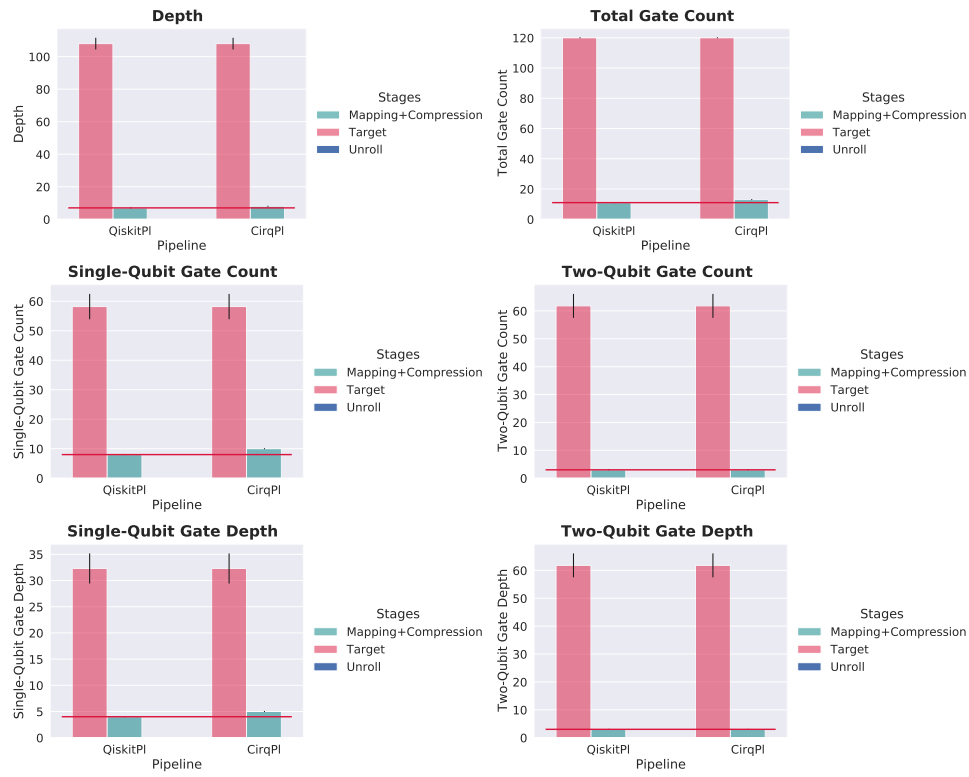 Depth
Depth
100
80
60
40
20
0
QiskitPl
CirqPl
Pipeline
Stages
Mapping+Compression
Target
Unroll
Total Gate Count
Total Gate Count
120
100
80
60
40
20
0
QiskitPl
CirqPl
Pipeline
Stages
Mapping+Compression
Target
Unroll
Single-Qubit Gate Count
Single-Qubit Gate Count
60
50
40
30
20
10
0
QiskitPl
CirqPl
Pipeline
Stages
Mapping+Compression
Target
Unroll
Two-Qubit Gate Count
Two-Qubit Gate Count
60
50
40
30
20
10
0
QiskitPl
CirqPl
Pipeline
Stages
Mapping+Compression
Target
Unroll
Single-Qubit Gate Depth
Single-Qubit Gate Depth
35
30
25
20
15
10
5
0
QiskitPl
CirqPl
Pipeline
Stages
Mapping+Compression
Target
Unroll
Two-Qubit Gate Depth
Two-Qubit Gate Depth
60
50
40
30
20
10
0
QiskitPl
CirqPl
Pipeline
Stages
Mapping+Compression
Target
Unroll